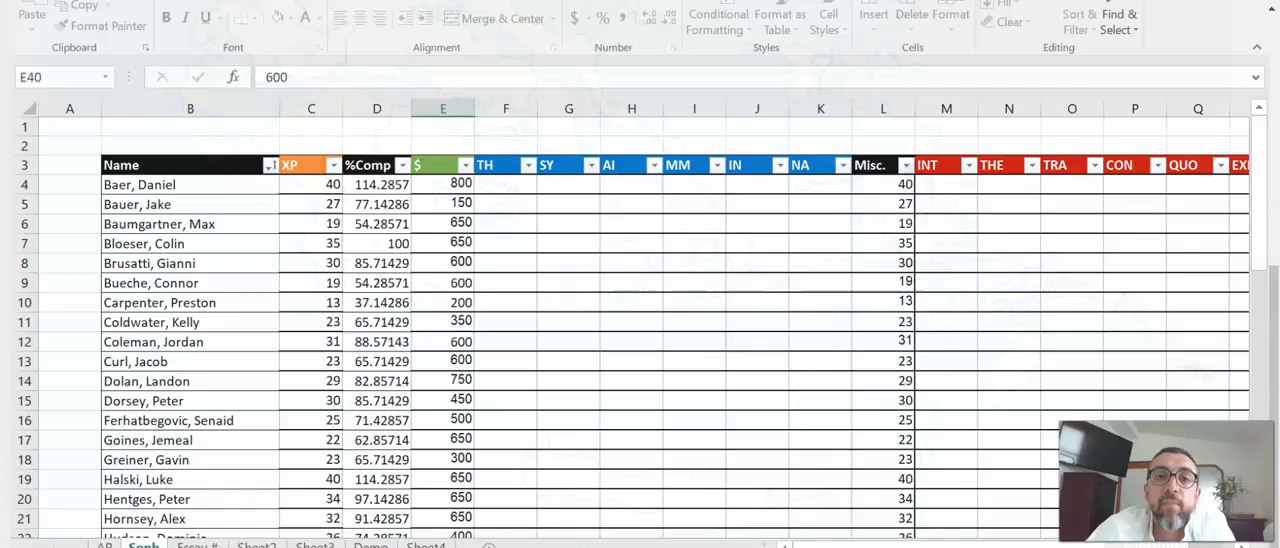 Paste Copy Format Painter B I U A Merge & Center $ % Conditional Formatting Format as Table Cell Styles Insert Delete Format Fill Clear Sort & Filter Find & Select
Clipboard Font Alignment Number Styles Cells Editing
E40 fx 600
A B C D E F G H I J K L M N O P Q
1
2
3 Name XP %Comp $ TH SY AI MM IN NA Misc. INT THE TRA CON QUO
4 Baer, Daniel 40 114.2857 800 40
5 Bauer, Jake 27 77.14286 150 27
6 Baumgartner, Max 19 54.28571 650 19
7 Bloeser, Colin 35 100 650 35
8 Brusatti, Gianni 30 85.71429 600 30
9 Bueche, Connor 19 54.28571 600 19
10 Carpenter, Preston 13 37.14286 200 13
11 Coldwater, Kelly 23 65.71429 350 23
12 Coleman, Jordan 31 88.57143 600 31
13 Curl, Jacob 23 65.71429 600 23
14 Dolan, Landon 29 82.85714 750 29
15 Dorsey, Peter 30 85.71429 450 30
16 Ferhatbegovic, Senaid 25 71.42857 500 25
17 Goines, Jemeal 22 62.85714 650 22
18 Greiner, Gavin 23 65.71429 300 23
19 Halski, Luke 40 114.2857 650 40
20 Hentges, Peter 34 97.14286 650 34
21 Hornsey, Alex 32 91.42857 650 32
AP Soph Essay # Sheet2 Sheet3 Demo Sheet4